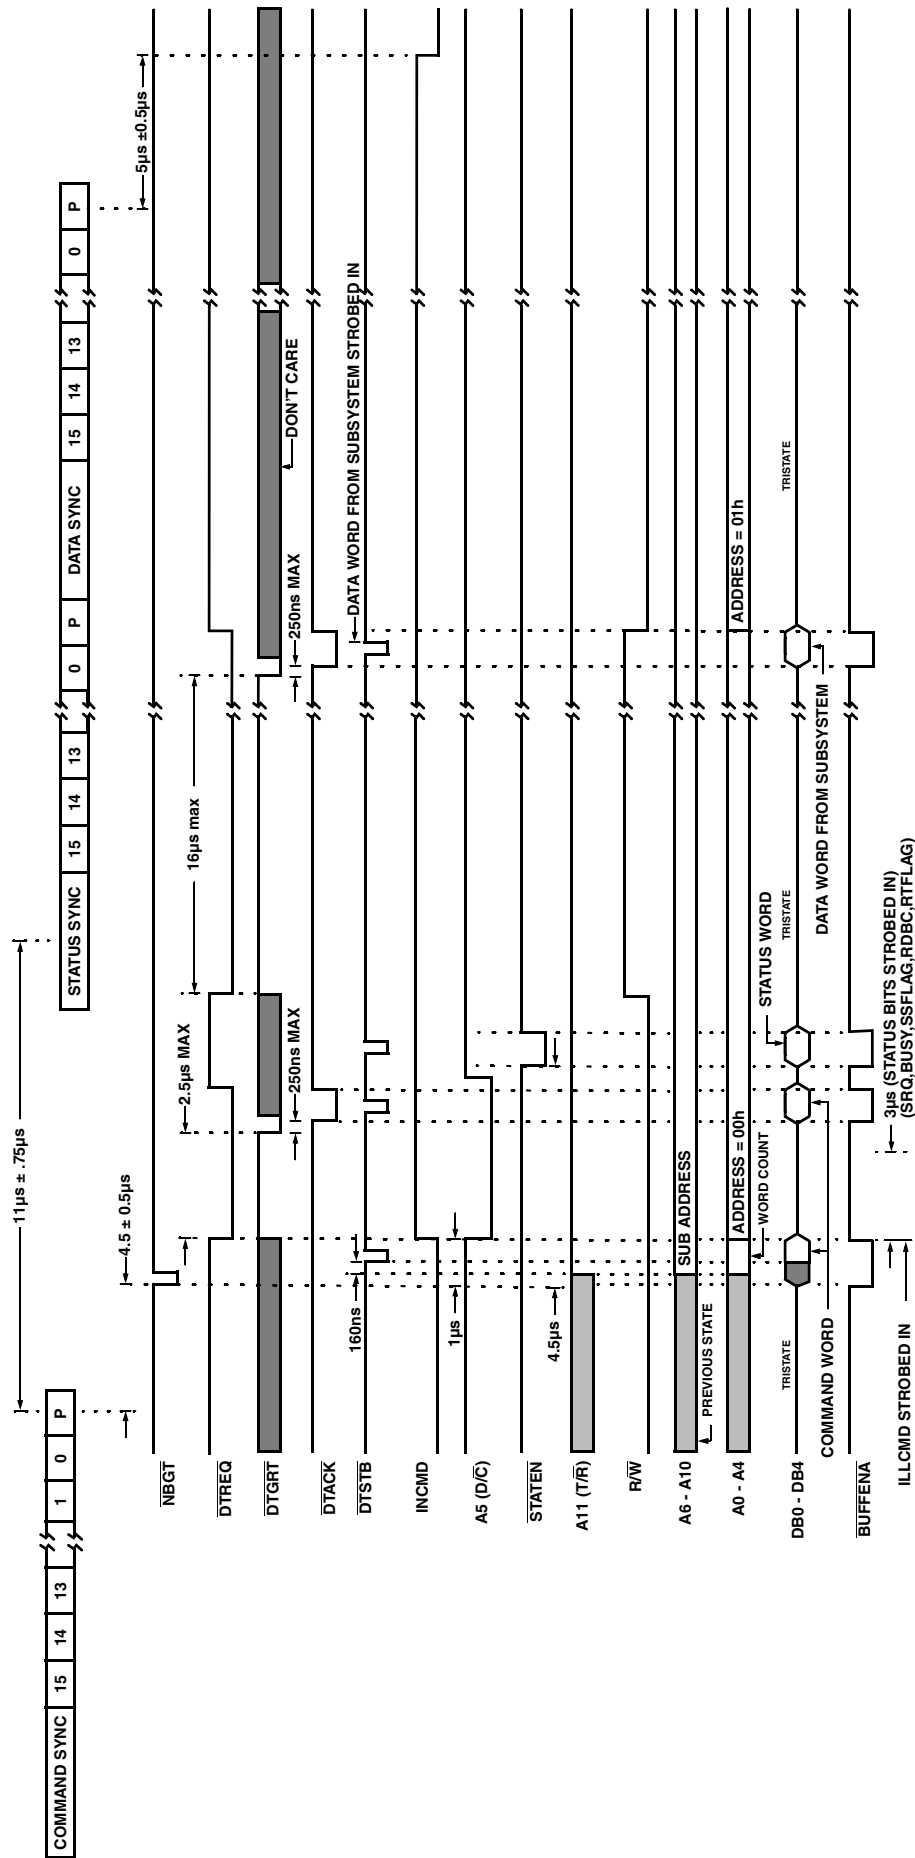 COMMAND SYNC 15 14 13 1 0 P
STATUS SYNC 15 14 13 0 P DATA SYNC 15 14 13 0 P
11µs ± .75µs
4.5 ± 0.5µs
5µs ±0.5µs
NBGT
2.5µs MAX
16µs max
DTREQ
DTGRT
250ns MAX
250ns MAX
DON'T CARE
DTACK
DTSTB
160ns
DATA WORD FROM SUBSYSTEM STROBED IN
INCMD
1µs
A5 (D/C)
STATEN
4.5µs
A11 (T/R)
R/W
A6 - A10
SUB ADDRESS
PREVIOUS STATE
A0 - A4
ADDRESS = 00h
ADDRESS = 01h
WORD COUNT
STATUS WORD
DB0 - DB4
TRISTATE
TRISTATE
TRISTATE
COMMAND WORD
DATA WORD FROM SUBSYSTEM
BUFFENA
ILLCMD STROBED IN
3µs (STATUS BITS STROBED IN)
(SRQ,BUSY,SSFLAG,RDBC,RTFLAG)